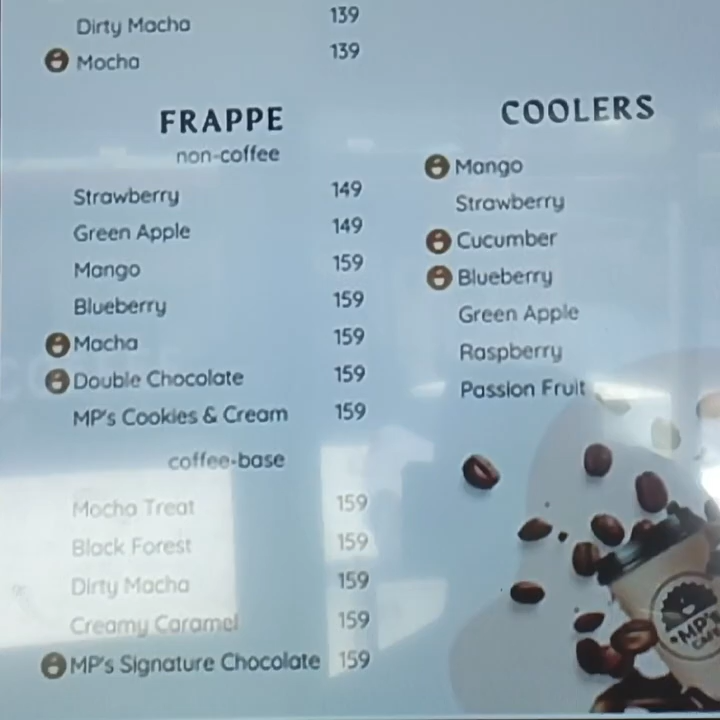 Dirty Macha 139
Mocha 139
FRAPPE
non-coffee
Strawberry 149
Green Apple 149
Mango 159
Blueberry 159
Macha 159
Double Chocolate 159
MP's Cookies & Cream 159
coffee-base
Mocha Treat 159
Black Forest 159
Dirty Macha 159
Creamy Caramel 159
MP's Signature Chocolate 159
COOLERS
Mango
Strawberry
Cucumber
Blueberry
Green Apple
Raspberry
Passion Fruit
MP's